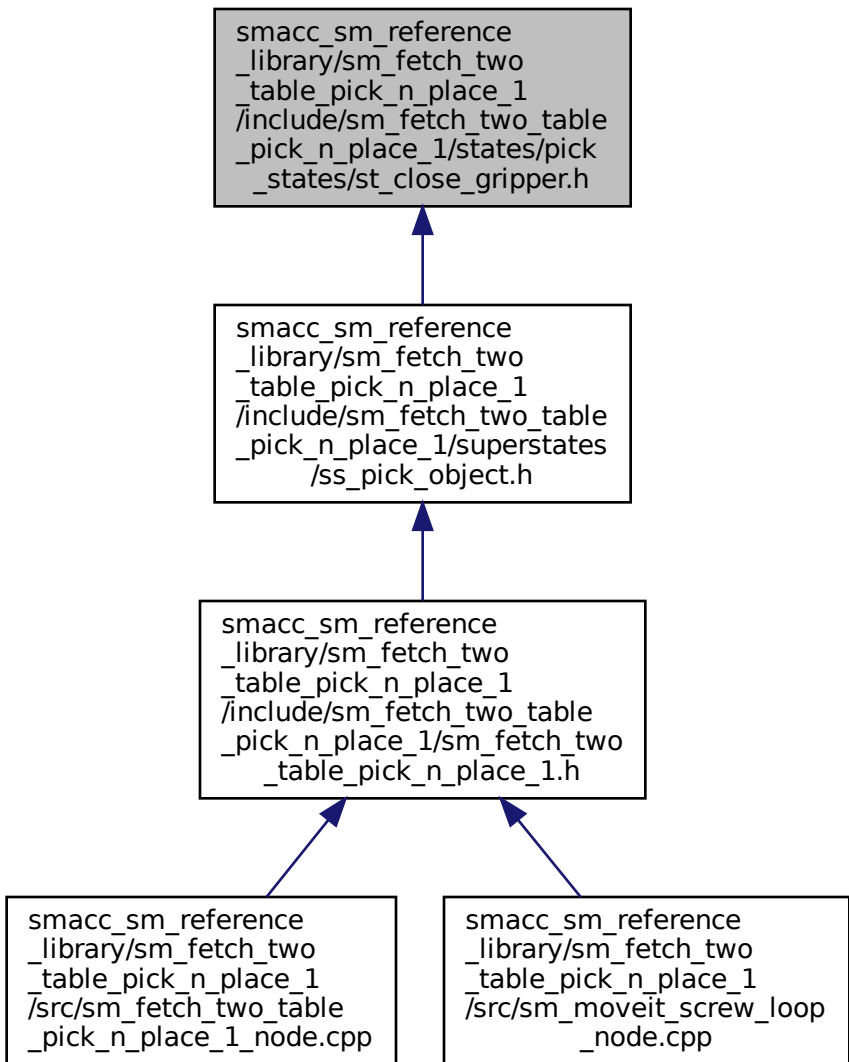 smacc_sm_reference
_library/sm_fetch_two
_table_pick_n_place_1
/include/sm_fetch_two_table
_pick_n_place_1/states/pick
_states/st_close_gripper.h
smacc_sm_reference
_library/sm_fetch_two
_table_pick_n_place_1
/include/sm_fetch_two_table
_pick_n_place_1/superstates
/ss_pick_object.h
smacc_sm_reference
_library/sm_fetch_two
_table_pick_n_place_1
/include/sm_fetch_two_table
_pick_n_place_1/sm_fetch_two
_table_pick_n_place_1.h
smacc_sm_reference
_library/sm_fetch_two
_table_pick_n_place_1
/src/sm_fetch_two_table
_pick_n_place_1_node.cpp
smacc_sm_reference
_library/sm_fetch_two
_table_pick_n_place_1
/src/sm_moveit_screw_loop
_node.cpp